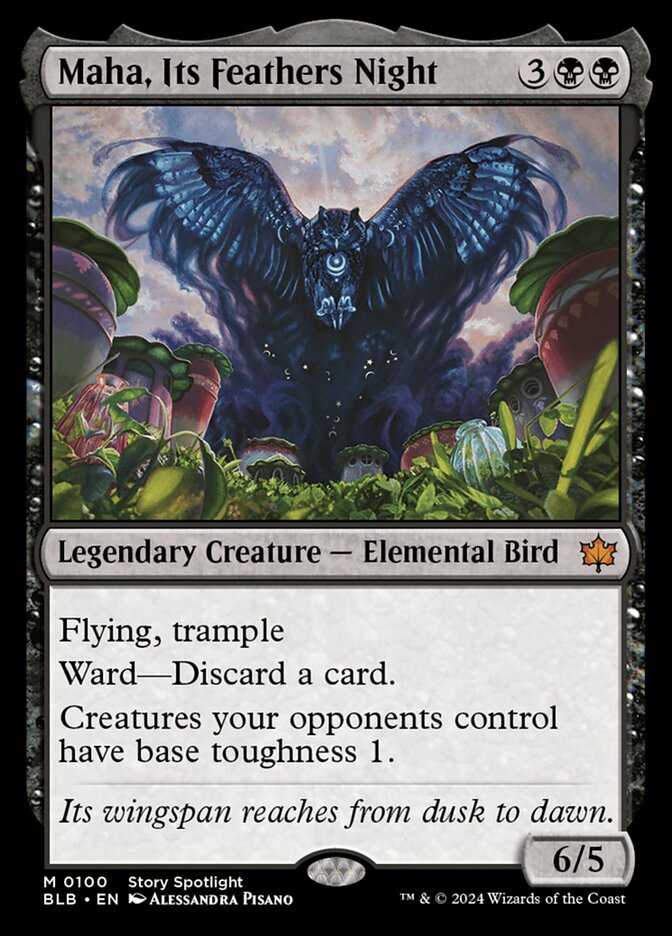 Maha, Its Feathers Night 3
Legendary Creature — Elemental Bird
Flying, trample
Ward—Discard a card.
Creatures your opponents control
have base toughness 1.
Its wingspan reaches from dusk to dawn.
6/5
M 0100 Story Spotlight
BLB • EN Alessandra Pisano ™ & © 2024 Wizards of the Coast